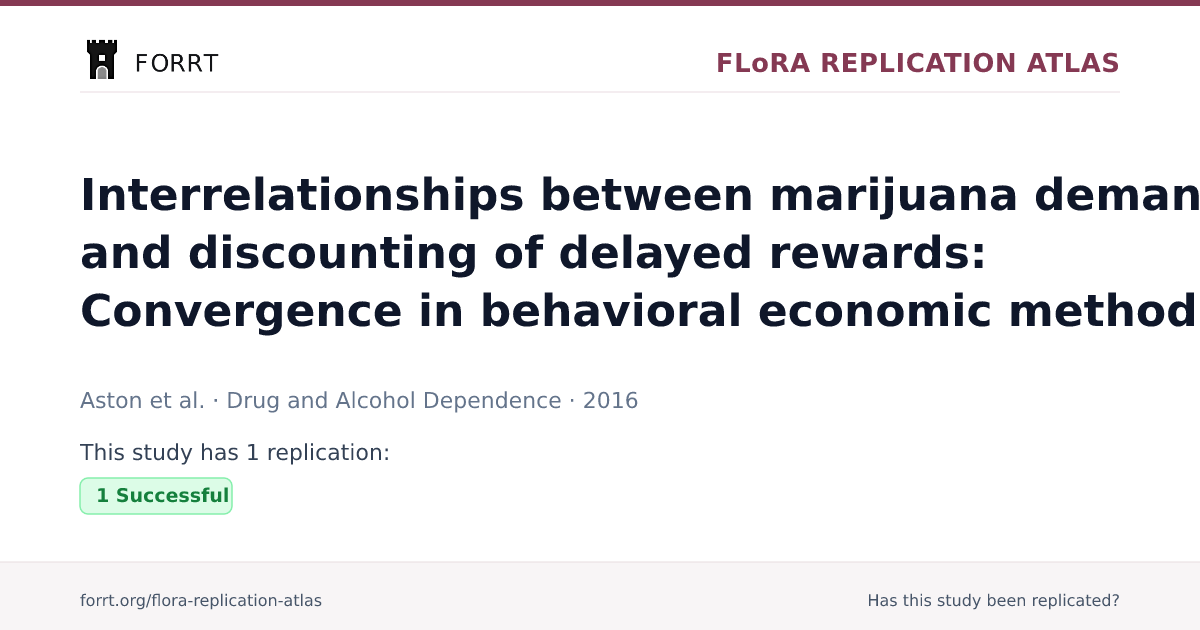 FORRT
FLoRA REPLICATION ATLAS
Interrelationships between marijuana deman
and discounting of delayed rewards:
Convergence in behavioral economic method
Aston et al. · Drug and Alcohol Dependence · 2016
This study has 1 replication:
1 Successful
forrt.org/flora-replication-atlas
Has this study been replicated?